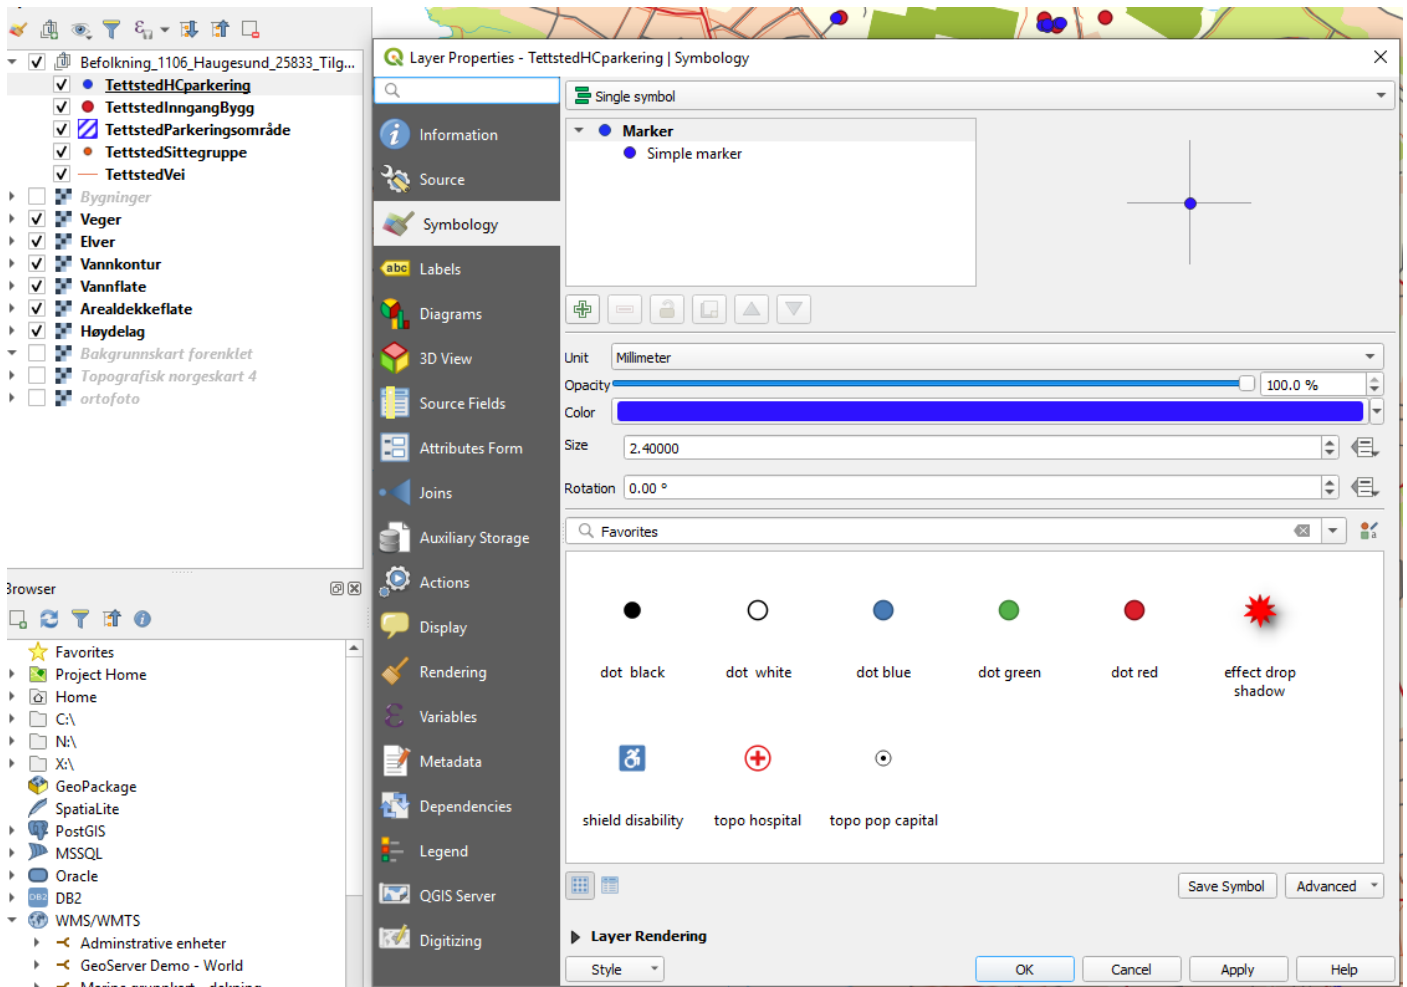 Layer Properties - TettstedHCparkering | Symbology
Befolkning_1106_Haugesund_25833_Tilg...
TettstedHCparkering
TettstedInngangBygg
TettstedParkeringsområde
TettstedSittegruppe
TettstedVei
Bygninger
Veger
Elver
Vannkontur
Vannflate
Arealdekkeflate
Høydelag
Bakgrunnskart forenklet
Topografisk norgeskart 4
ortofoto
Browser
Favorites
Project Home
Home
C:\
N:\
X:\
GeoPackage
SpatiaLite
PostGIS
MSSQL
Oracle
DB2
WMS/WMTS
Adminstrative enheter
GeoServer Demo - World
Information
Source
Symbology
abc Labels
Diagrams
3D View
Source Fields
Attributes Form
Joins
Auxiliary Storage
Actions
Display
Rendering
Variables
Metadata
Dependencies
Legend
QGIS Server
Digitizing
Single symbol
Marker
Simple marker
Unit Millimeter
Opacity 100.0 %
Color
Size 2.40000
Rotation 0.00 °
Favorites
dot black
dot white
dot blue
dot green
dot red
effect drop
shadow
shield disability
topo hospital
topo pop capital
Save Symbol
Advanced
Layer Rendering
Style
OK
Cancel
Apply
Help